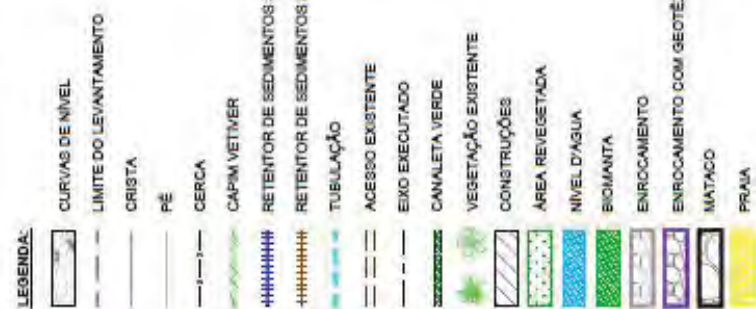 LEGENDA:
CURVAS DE NÍVEL
LIMITE DO LEVANTAMENTO
CRISTA
PÉ
CERCA
CAPIM VETIVER
RETENTOR DE SEDIMENTOS
RETENTOR DE SEDIMENTOS
TUBULAÇÃO
ACESSO EXISTENTE
EIXO EXECUTADO
CANALETA VERDE
VEGETAÇÃO EXISTENTE
CONSTRUÇÕES
ÁREA REVEGETADA
NÍVEL D'ÁGUA
BIOMANTA
ENROCAMENTO
ENROCAMENTO COM GEOTÊ
MATACO
PRAIA